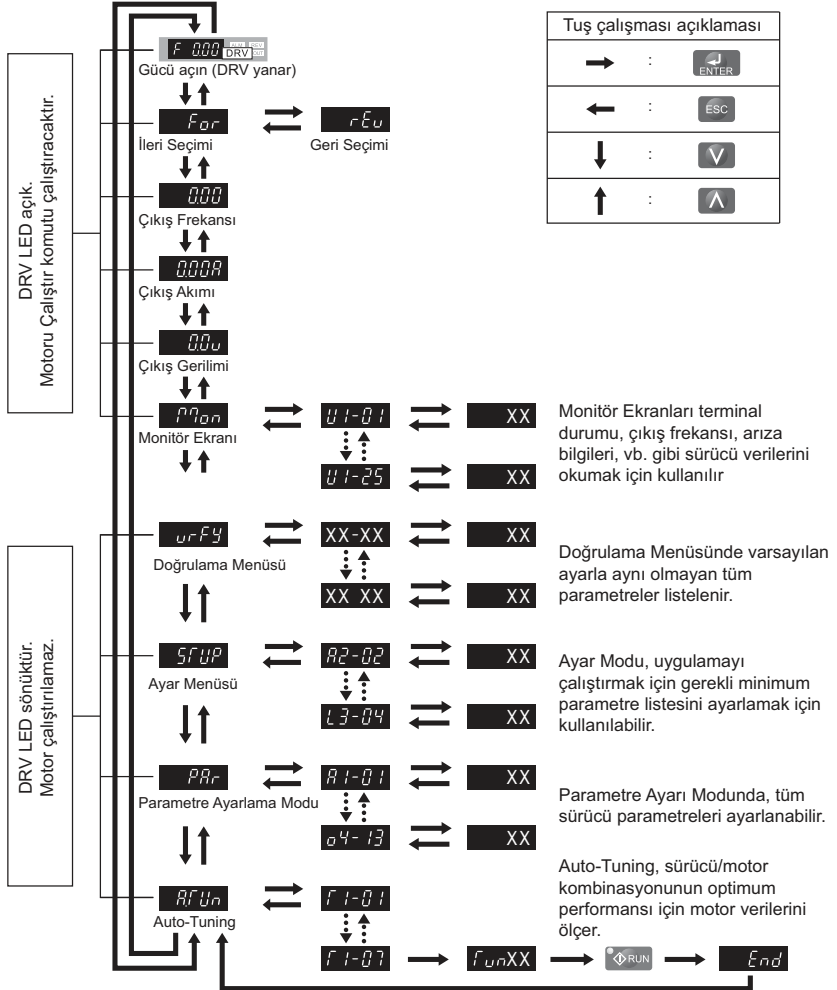 Tuş çalışması açıklaması
→ : ENTER
← : ESC
↓ : V
↑ : Λ
DRV LED açık.
Motoru Çalıştır komutu çalıştıracaktır.
F 0.00 ALM REV DRV OUT
Gücü açın (DRV yanar)
For
rEv
İleri Seçimi
Geri Seçimi
0.00
Çıkış Frekansı
0.00A
Çıkış Akımı
0.0v
Çıkış Gerilimi
Mon
U1-01
XX
Monitör Ekranı
U1-25
XX
Monitör Ekranları terminal
durumu, çıkış frekansı, arıza
bilgileri, vb. gibi sürücü verilerini
okumak için kullanılır
DRV LED sönüktür.
Motor çalıştırılamaz.
vrFy
XX-XX
XX
Doğrulama Menüsü
XX XX
XX
Doğrulama Menüsünde varsayılan
ayarla aynı olmayan tüm
parametreler listelenir.
STUP
A2-02
XX
Ayar Menüsü
L3-04
XX
Ayar Modu, uygulamayı
çalıştırmak için gerekli minimum
parametre listesini ayarlamak için
kullanılabilir.
PAr
A1-01
XX
Parametre Ayarlama Modu
o4-13
XX
Parametre Ayarı Modunda, tüm
sürücü parametreleri ayarlanabilir.
A.TUn
T1-01
Auto-Tuning
Auto-Tuning, sürücü/motor
kombinasyonunun optimum
performansı için motor verilerini
ölçer.
T1-07
TunXX
RUN
End